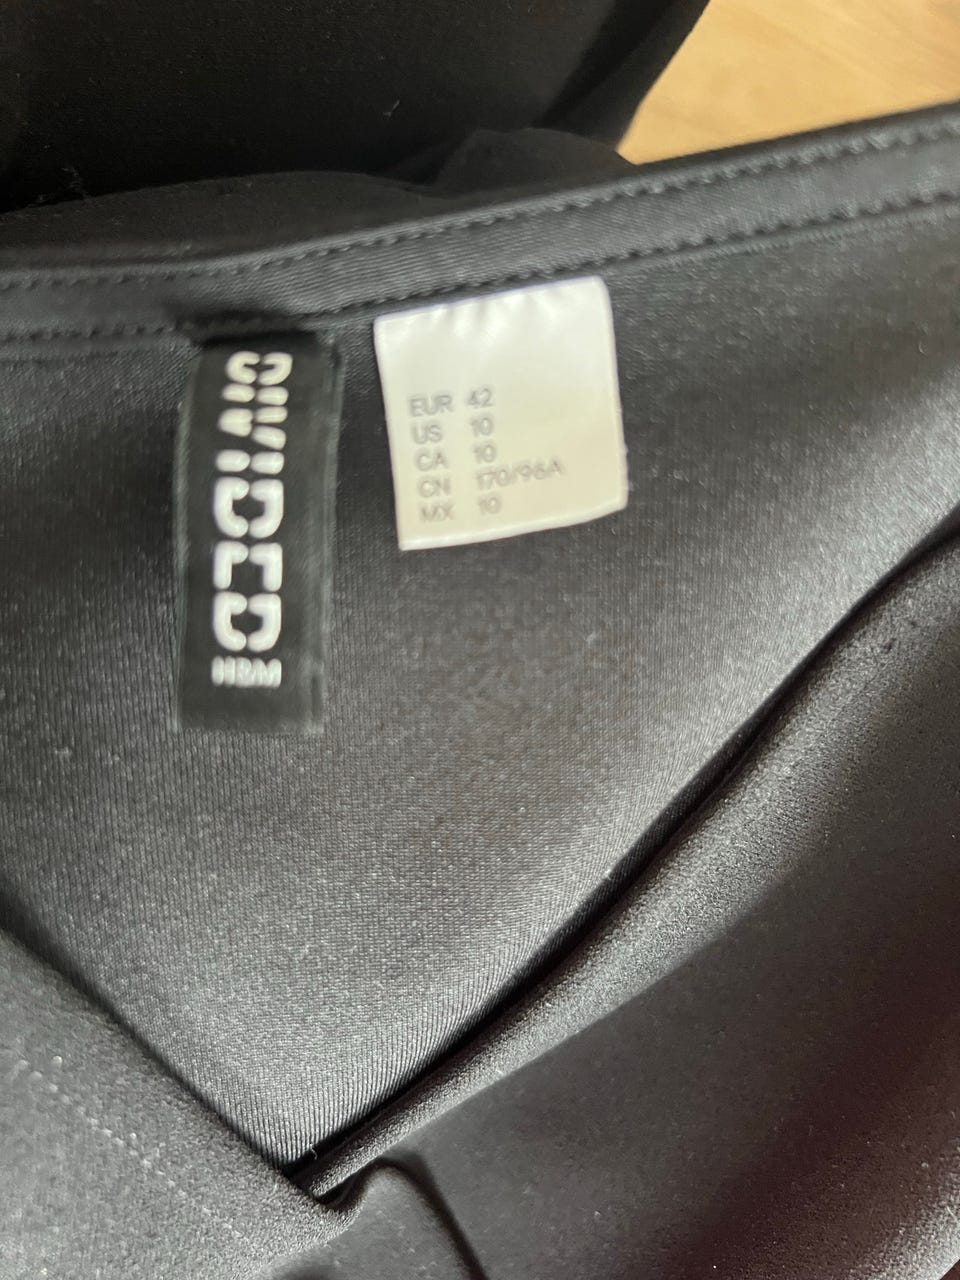 DIVIDED
H&M
EUR 42
US 10
CA 10
CN 170/96A
MX 10